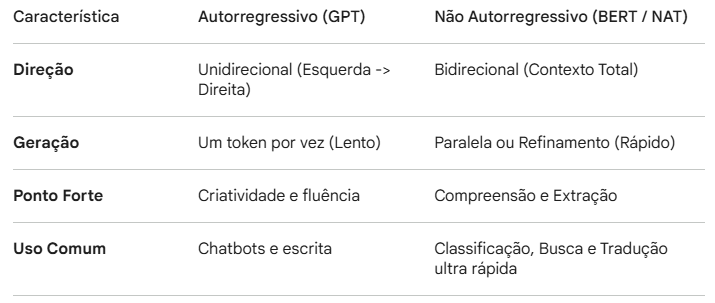 Característica Autorregressivo (GPT) Não Autorregressivo (BERT / NAT)
Direção Unidirecional (Esquerda -> Bidirecional (Contexto Total)
Direita)
Geração Um token por vez (Lento) Paralela ou Refinamento (Rápido)
Ponto Forte Criatividade e fluência Compreensão e Extração
Uso Comum Chatbots e escrita Classificação, Busca e Tradução
ultra rápida